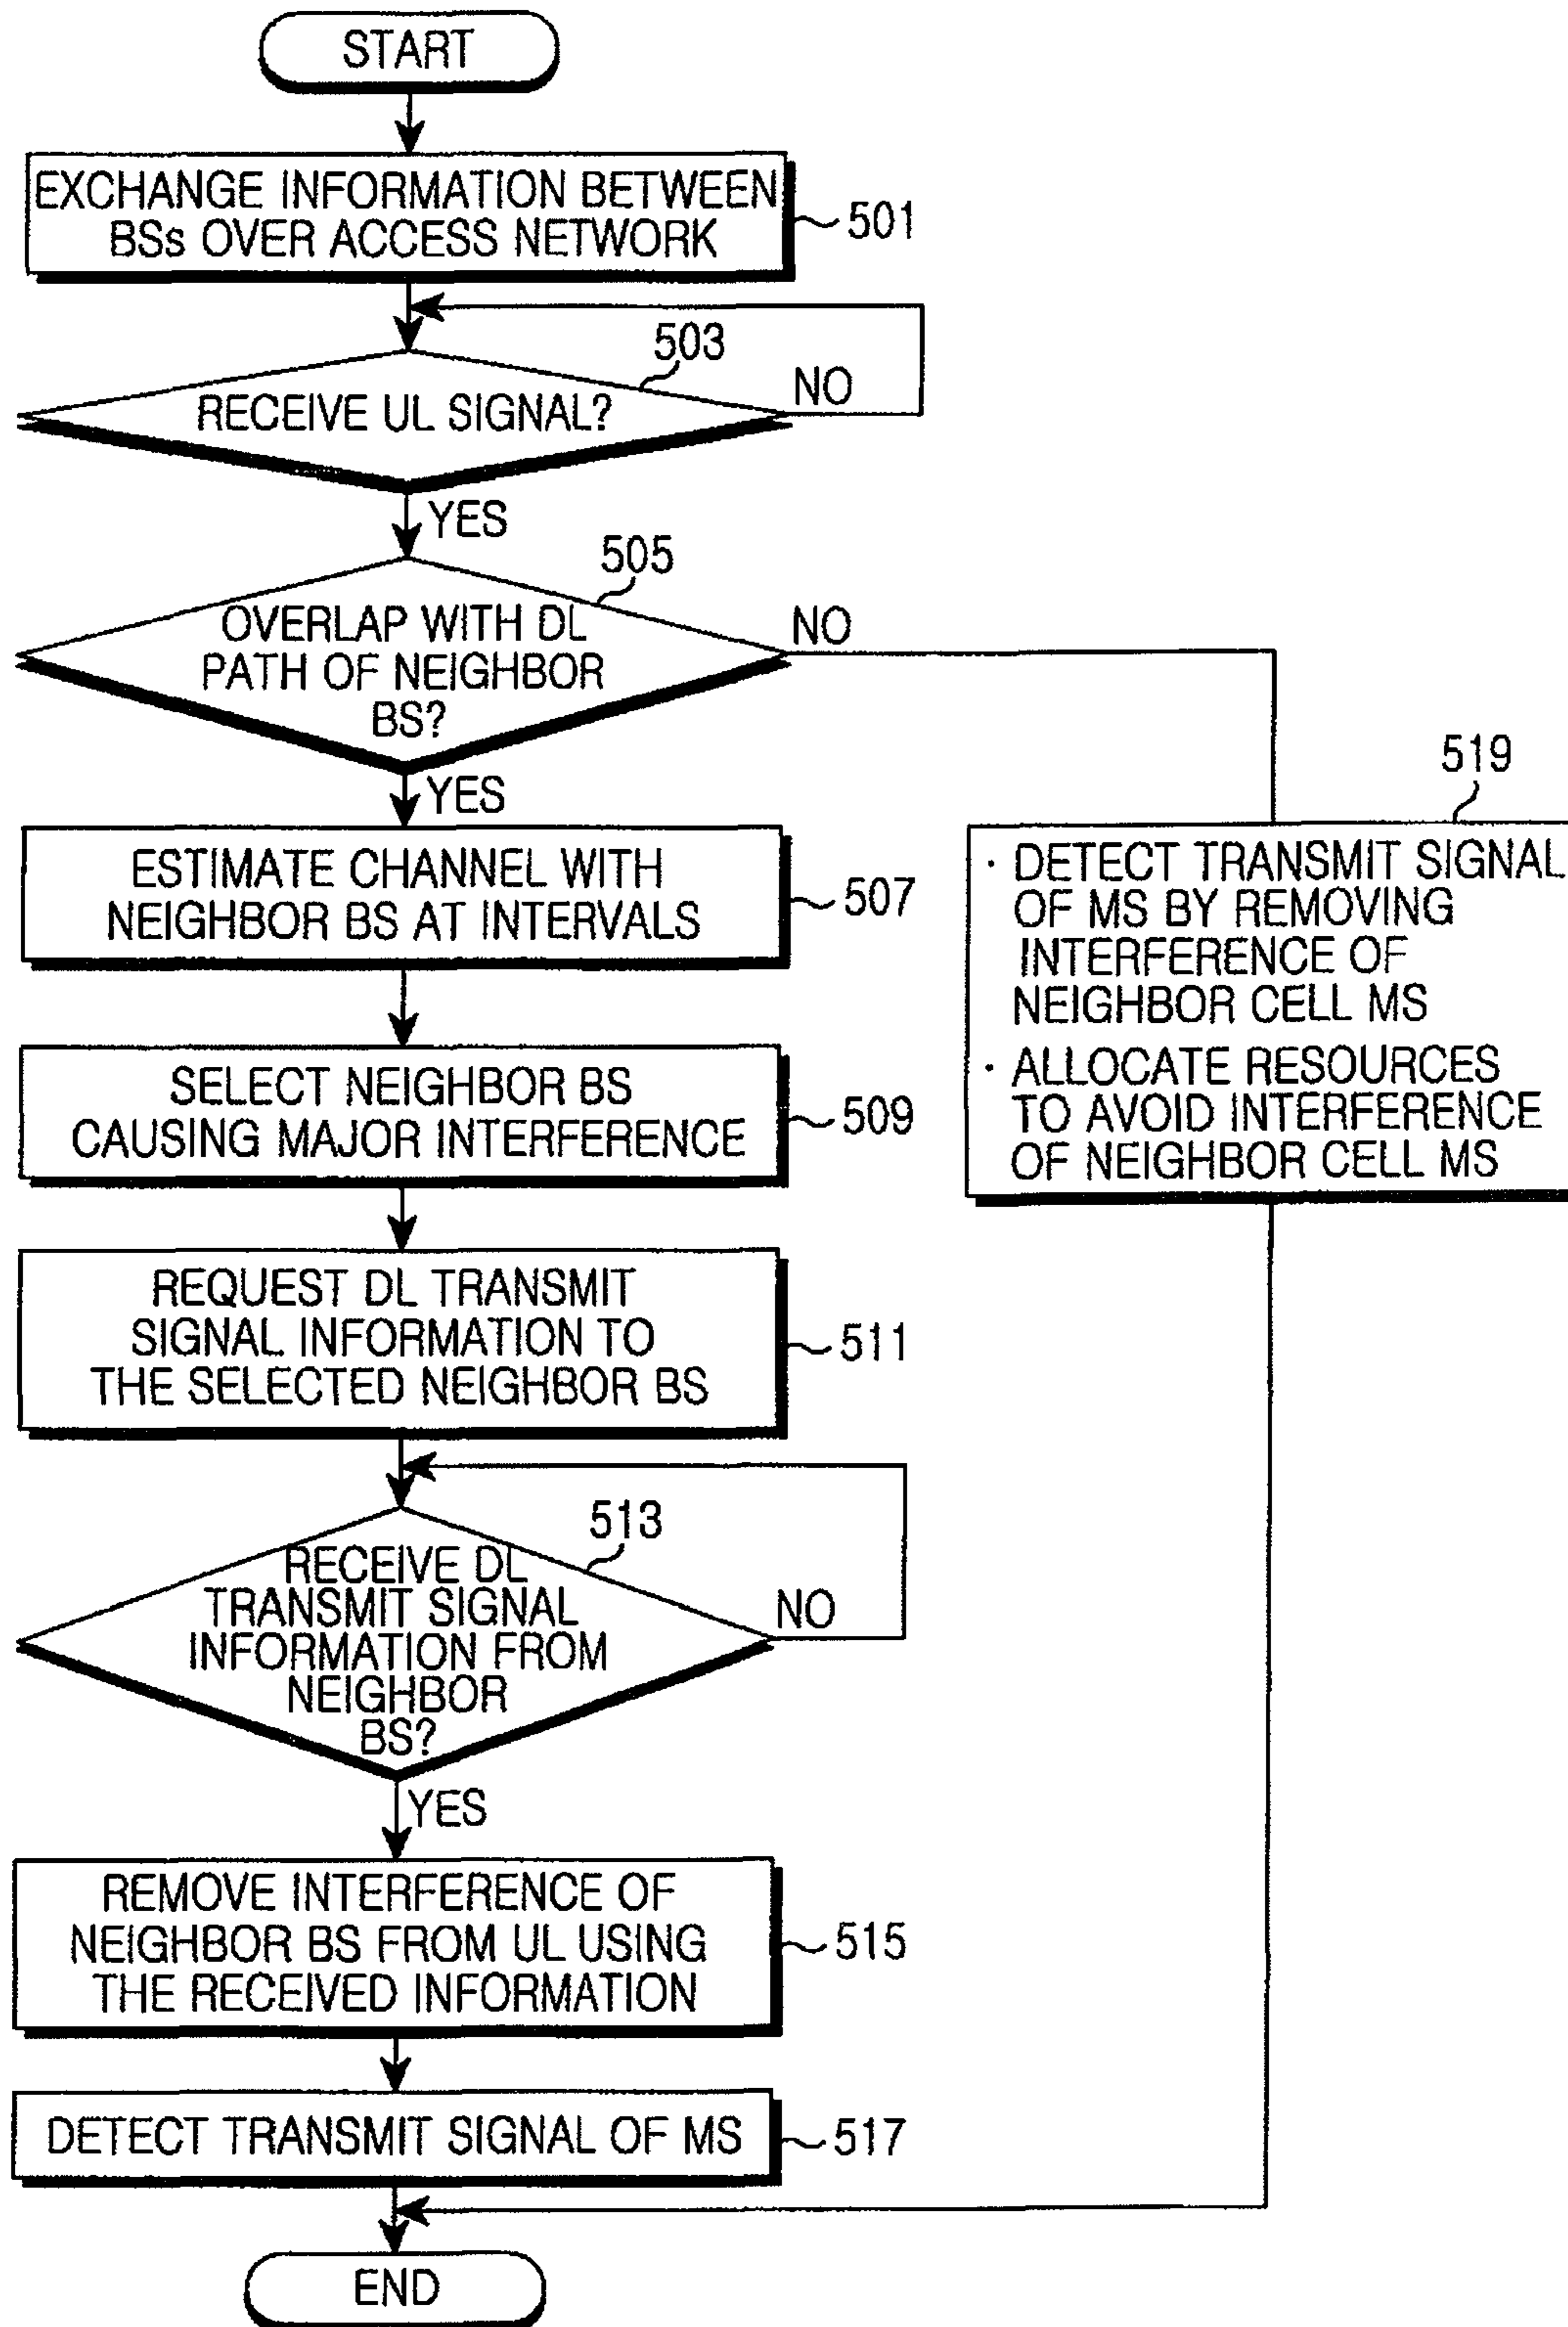 START
EXCHANGE INFORMATION BETWEEN
BSs OVER ACCESS NETWORK
501
503
RECEIVE UL SIGNAL?
NO
YES
505
OVERLAP WITH DL
PATH OF NEIGHBOR
BS?
NO
YES
519
· DETECT TRANSMIT SIGNAL
OF MS BY REMOVING
INTERFERENCE OF
NEIGHBOR CELL MS
· ALLOCATE RESOURCES
TO AVOID INTERFERENCE
OF NEIGHBOR CELL MS
ESTIMATE CHANNEL WITH
NEIGHBOR BS AT INTERVALS
507
SELECT NEIGHBOR BS
CAUSING MAJOR INTERFERENCE
509
REQUEST DL TRANSMIT
SIGNAL INFORMATION TO
THE SELECTED NEIGHBOR BS
511
513
RECEIVE DL
TRANSMIT SIGNAL
INFORMATION FROM
NEIGHBOR
BS?
NO
YES
REMOVE INTERFERENCE OF
NEIGHBOR BS FROM UL USING
THE RECEIVED INFORMATION
515
DETECT TRANSMIT SIGNAL OF MS
517
END